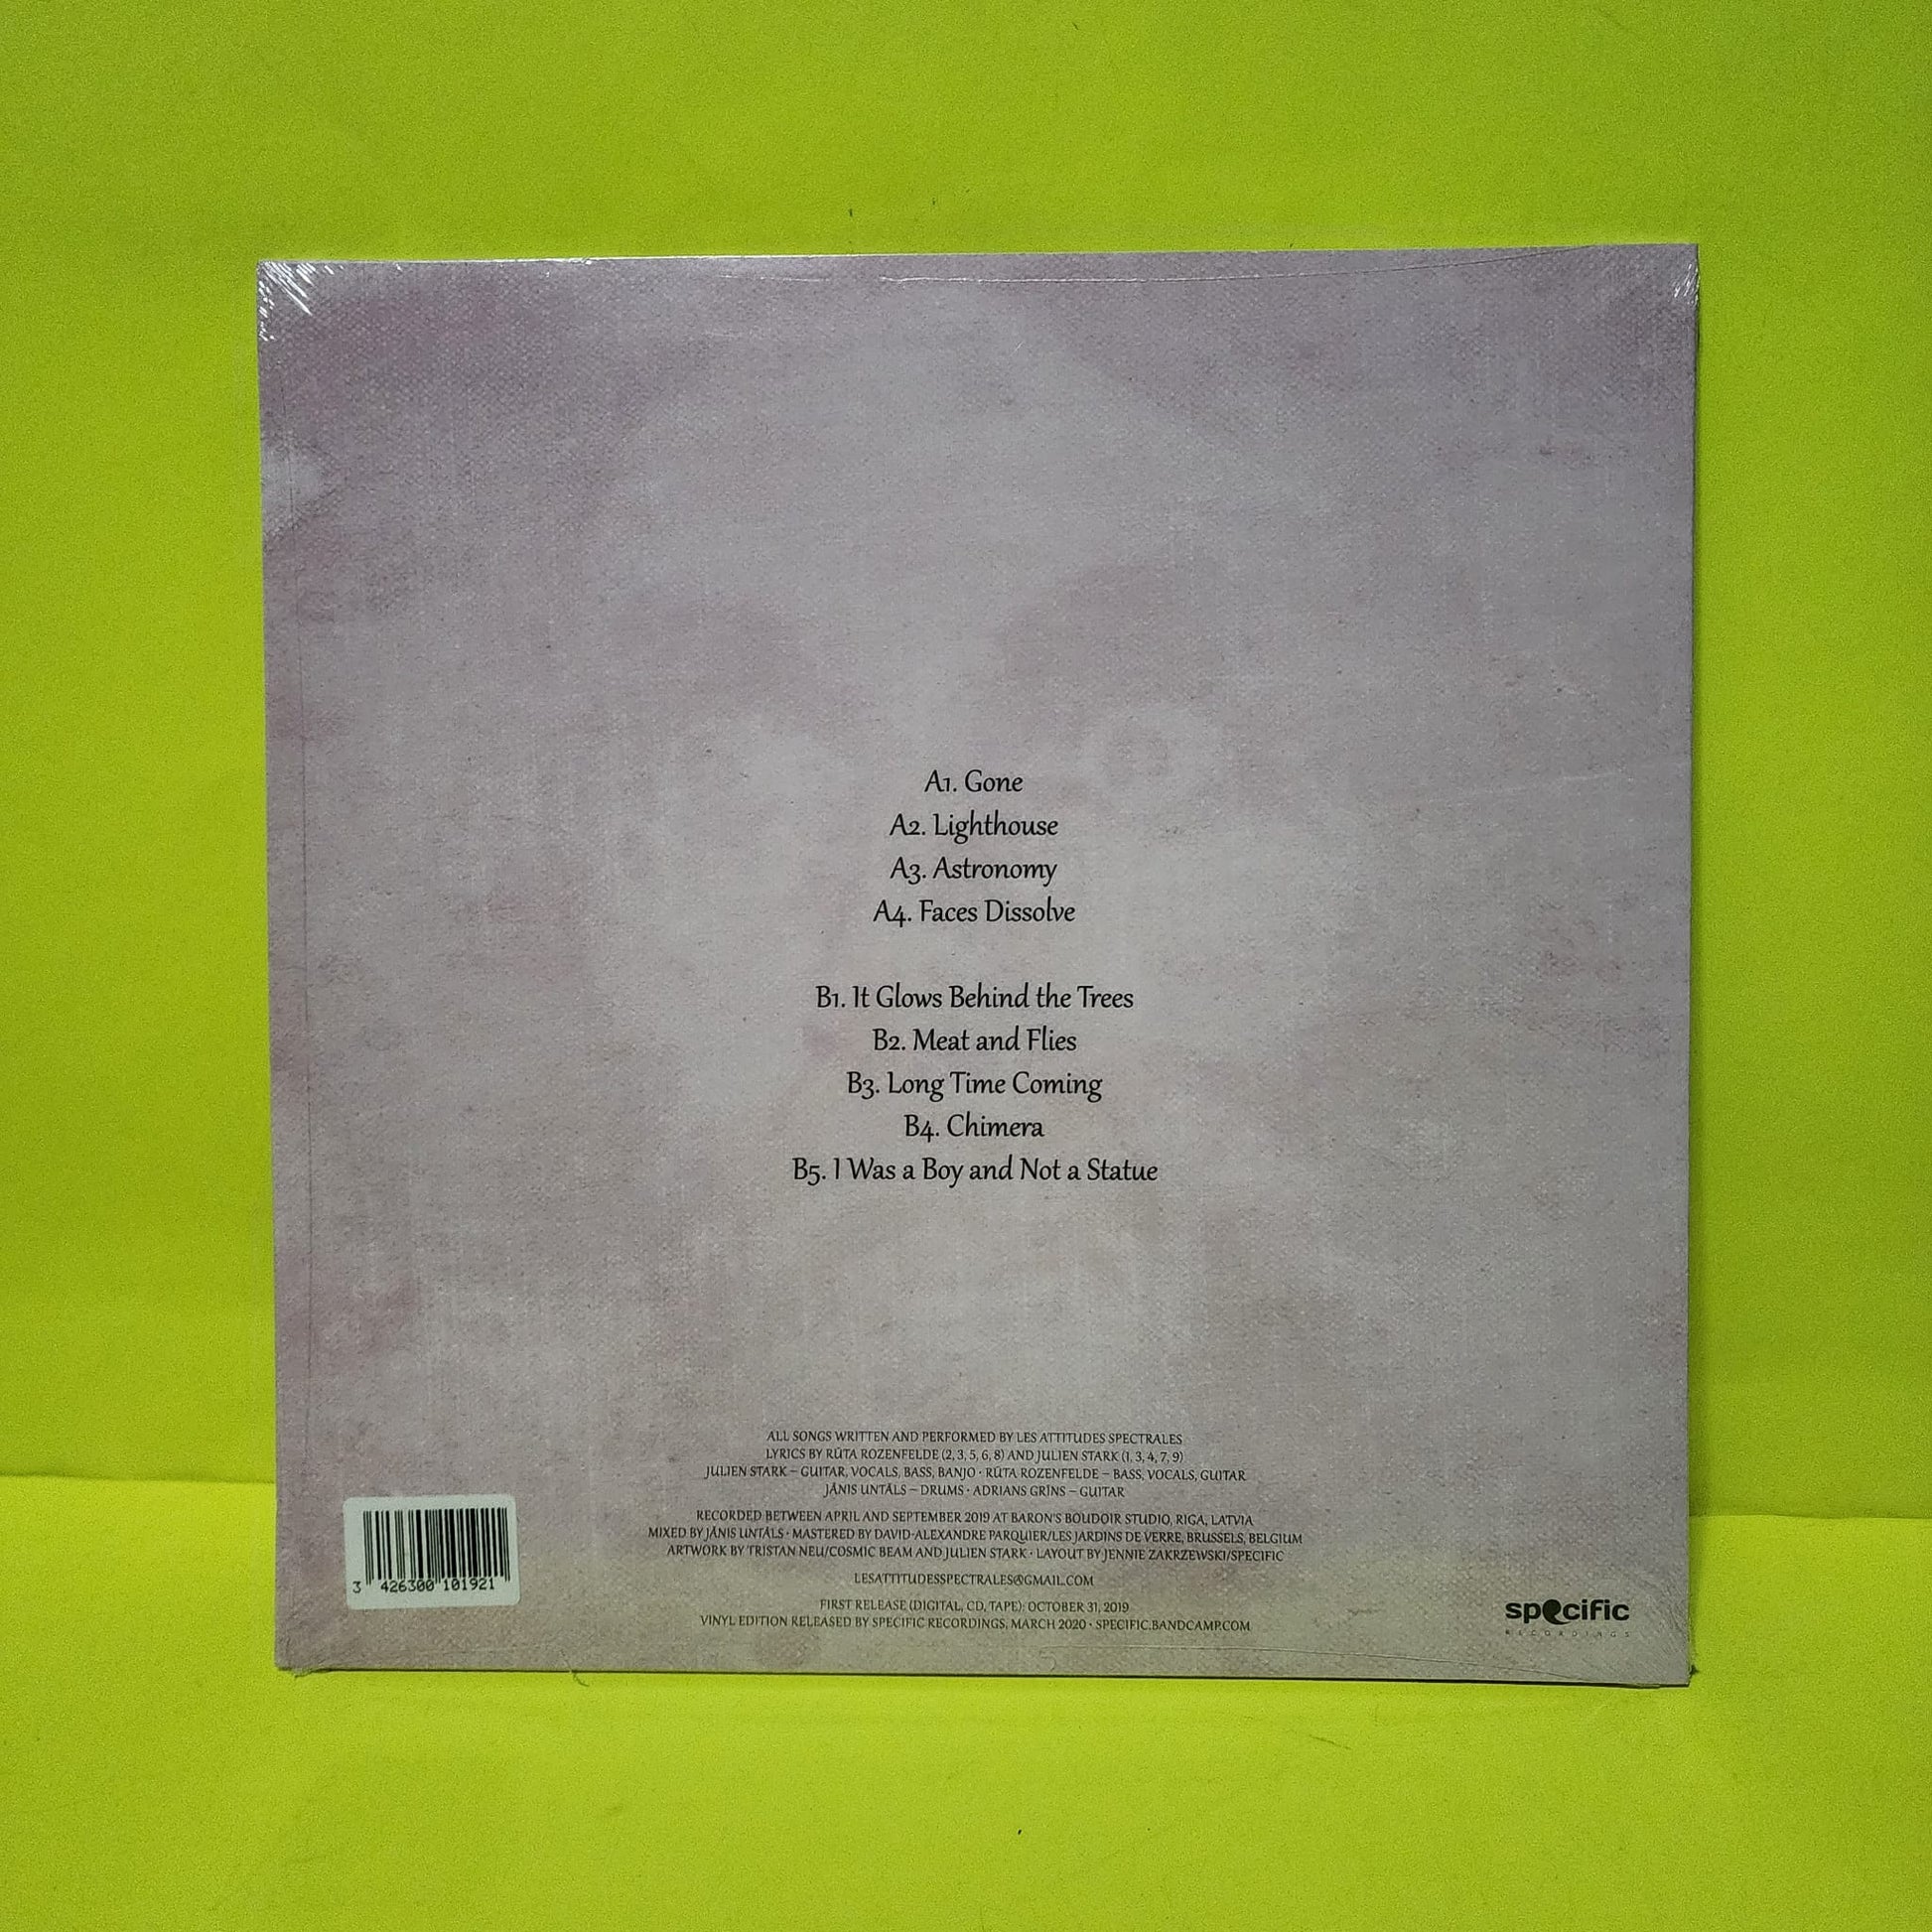 A1. Gone
A2. Lighthouse
A3. Astronomy
A4. Faces Dissolve
B1. It Glows Behind the Trees
B2. Meat and Flies
B3. Long Time Coming
B4. Chimera
B5. I Was a Boy and Not a Statue
ALL SONGS WRITTEN AND PERFORMED BY LES ATTITUDES SPECTRALES
LYRICS BY RŪTA ROZENFELDE (2, 3, 5, 6, 8) AND JULIEN STARK (1, 3, 4, 7, 9)
JULIEN STARK – GUITAR, VOCALS, BASS, BANJO · RŪTA ROZENFELDE – BASS, VOCALS, GUITAR
JĀNIS UNTĀLS – DRUMS · ADRIANS GRĪNS – GUITAR
RECORDED BETWEEN APRIL AND SEPTEMBER 2019 AT BARON'S BOUDOIR STUDIO, RIGA, LATVIA
MIXED BY JĀNIS UNTĀLS · MASTERED BY DAVID-ALEXANDRE PARQUIER/LES JARDINS DE VERRE, BRUSSELS, BELGIUM
ARTWORK BY TRISTAN NEU/COSMIC BEAM AND JULIEN STARK · LAYOUT BY JENNIE ZAKRZEWSKI/SPECIFIC
LESATTITUDESSPECTRALES@GMAIL.COM
FIRST RELEASE (DIGITAL, CD, TAPE): OCTOBER 31, 2019
VINYL EDITION RELEASED BY SPECIFIC RECORDINGS, MARCH 2020 · SPECIFIC.BANDCAMP.COM
3 426300 101921
specific
RECORDINGS